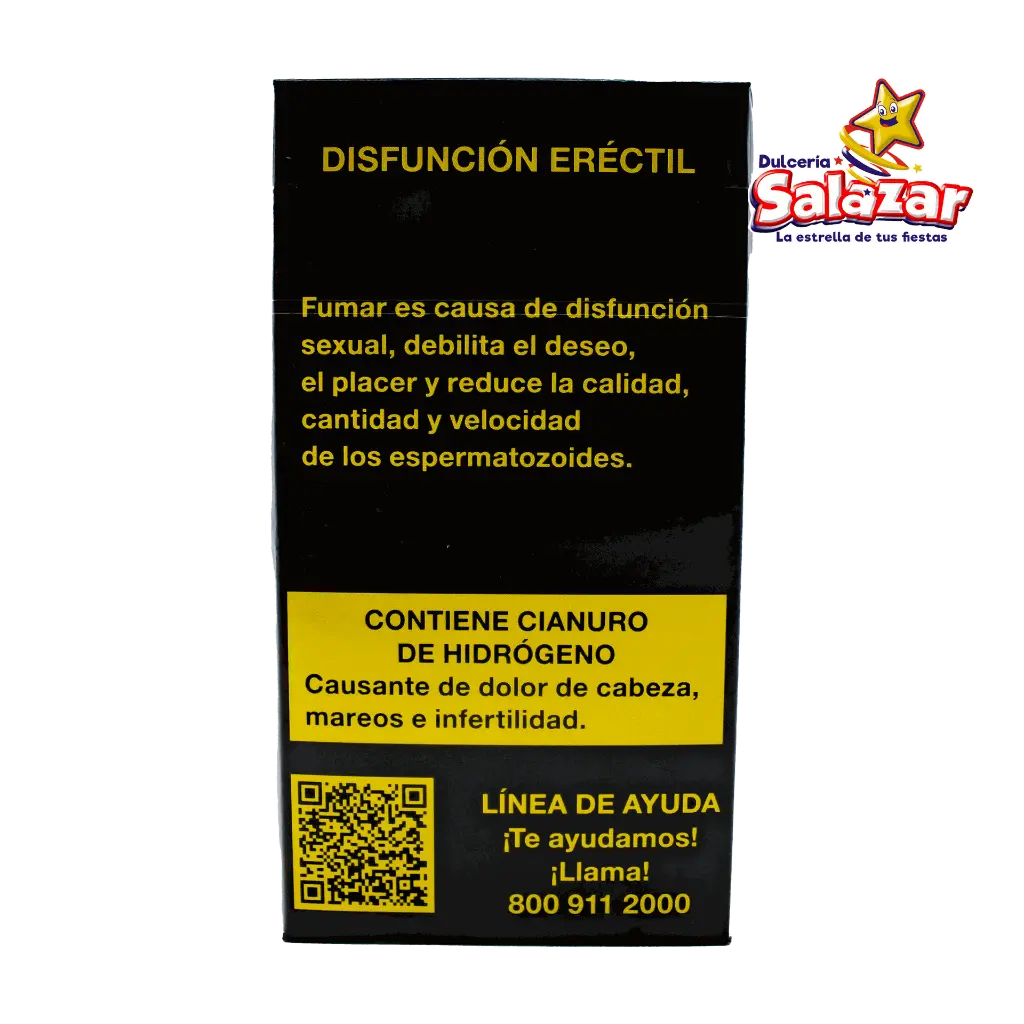 DISFUNCIÓN ERÉCTIL
Dulcería
Salazar
La estrella de tus fiestas
Fumar es causa de disfunción
sexual, debilita el deseo,
el placer y reduce la calidad,
cantidad y velocidad
de los espermatozoides.
CONTIENE CIANURO
DE HIDRÓGENO
Causante de dolor de cabeza,
mareos e infertilidad.
LÍNEA DE AYUDA
¡Te ayudamos!
¡Llama!
800 911 2000